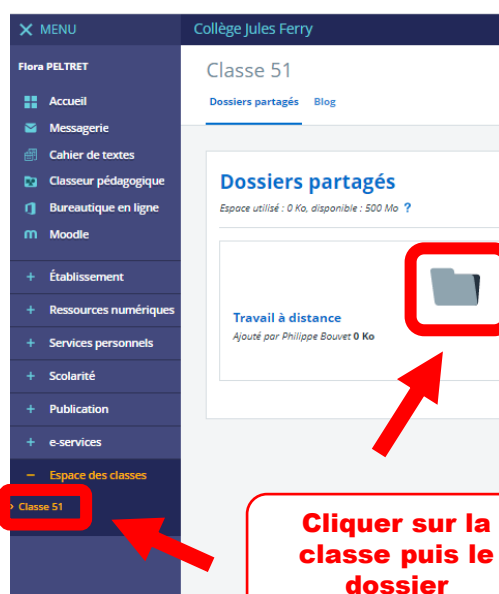 MENU
Flora PELTRET
Accueil
Messagerie
Cahier de textes
Classeur pédagogique
Bureautique en ligne
Moodle
+ Établissement
+ Ressources numériques
+ Services personnels
+ Scolarité
+ Publication
+ e-services
− Espace des classes
› Classe 51
Collège Jules Ferry
Classe 51
Dossiers partagés Blog
Dossiers partagés
Espace utilisé : 0 Ko, disponible : 500 Mo ?
Travail à distance
Ajouté par Philippe Bouvet 0 Ko
Cliquer sur la
classe puis le
dossier